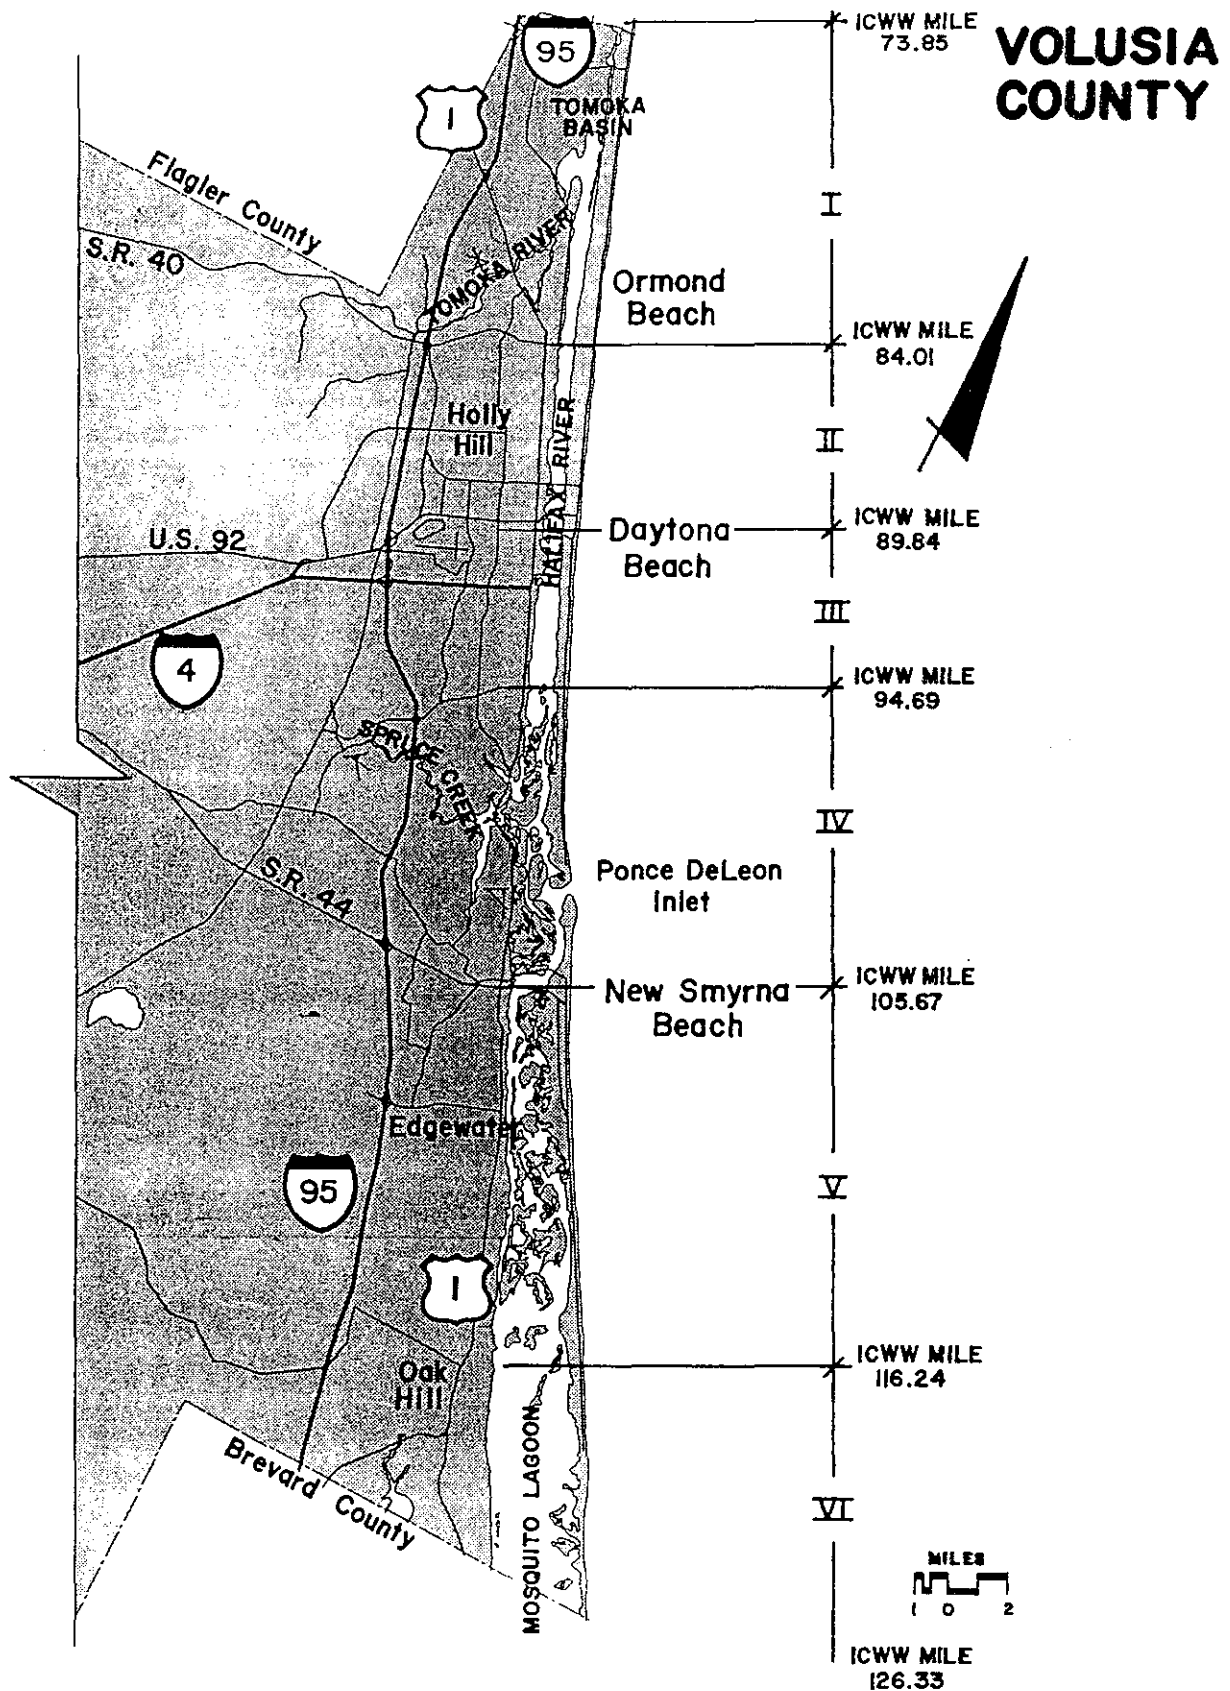 ICWW MILE
73.85
VOLUSIA
COUNTY
95
1
TOMOKA
BASIN
Flagler County
I
S.R. 40
TOMOKA RIVER
Ormond
Beach
ICWW MILE
84.01
Holly
Hill
HALIFAX RIVER
II
U.S. 92
Daytona
Beach
ICWW MILE
89.84
III
4
ICWW MILE
94.69
SPRUCE CREEK
IV
S.R. 44
Ponce DeLeon
Inlet
New Smyrna
Beach
ICWW MILE
105.67
Edgewater
95
V
1
Oak
Hill
ICWW MILE
116.24
Brevard County
MOSQUITO LAGOON
VI
MILES
1 0 2
ICWW MILE
126.33